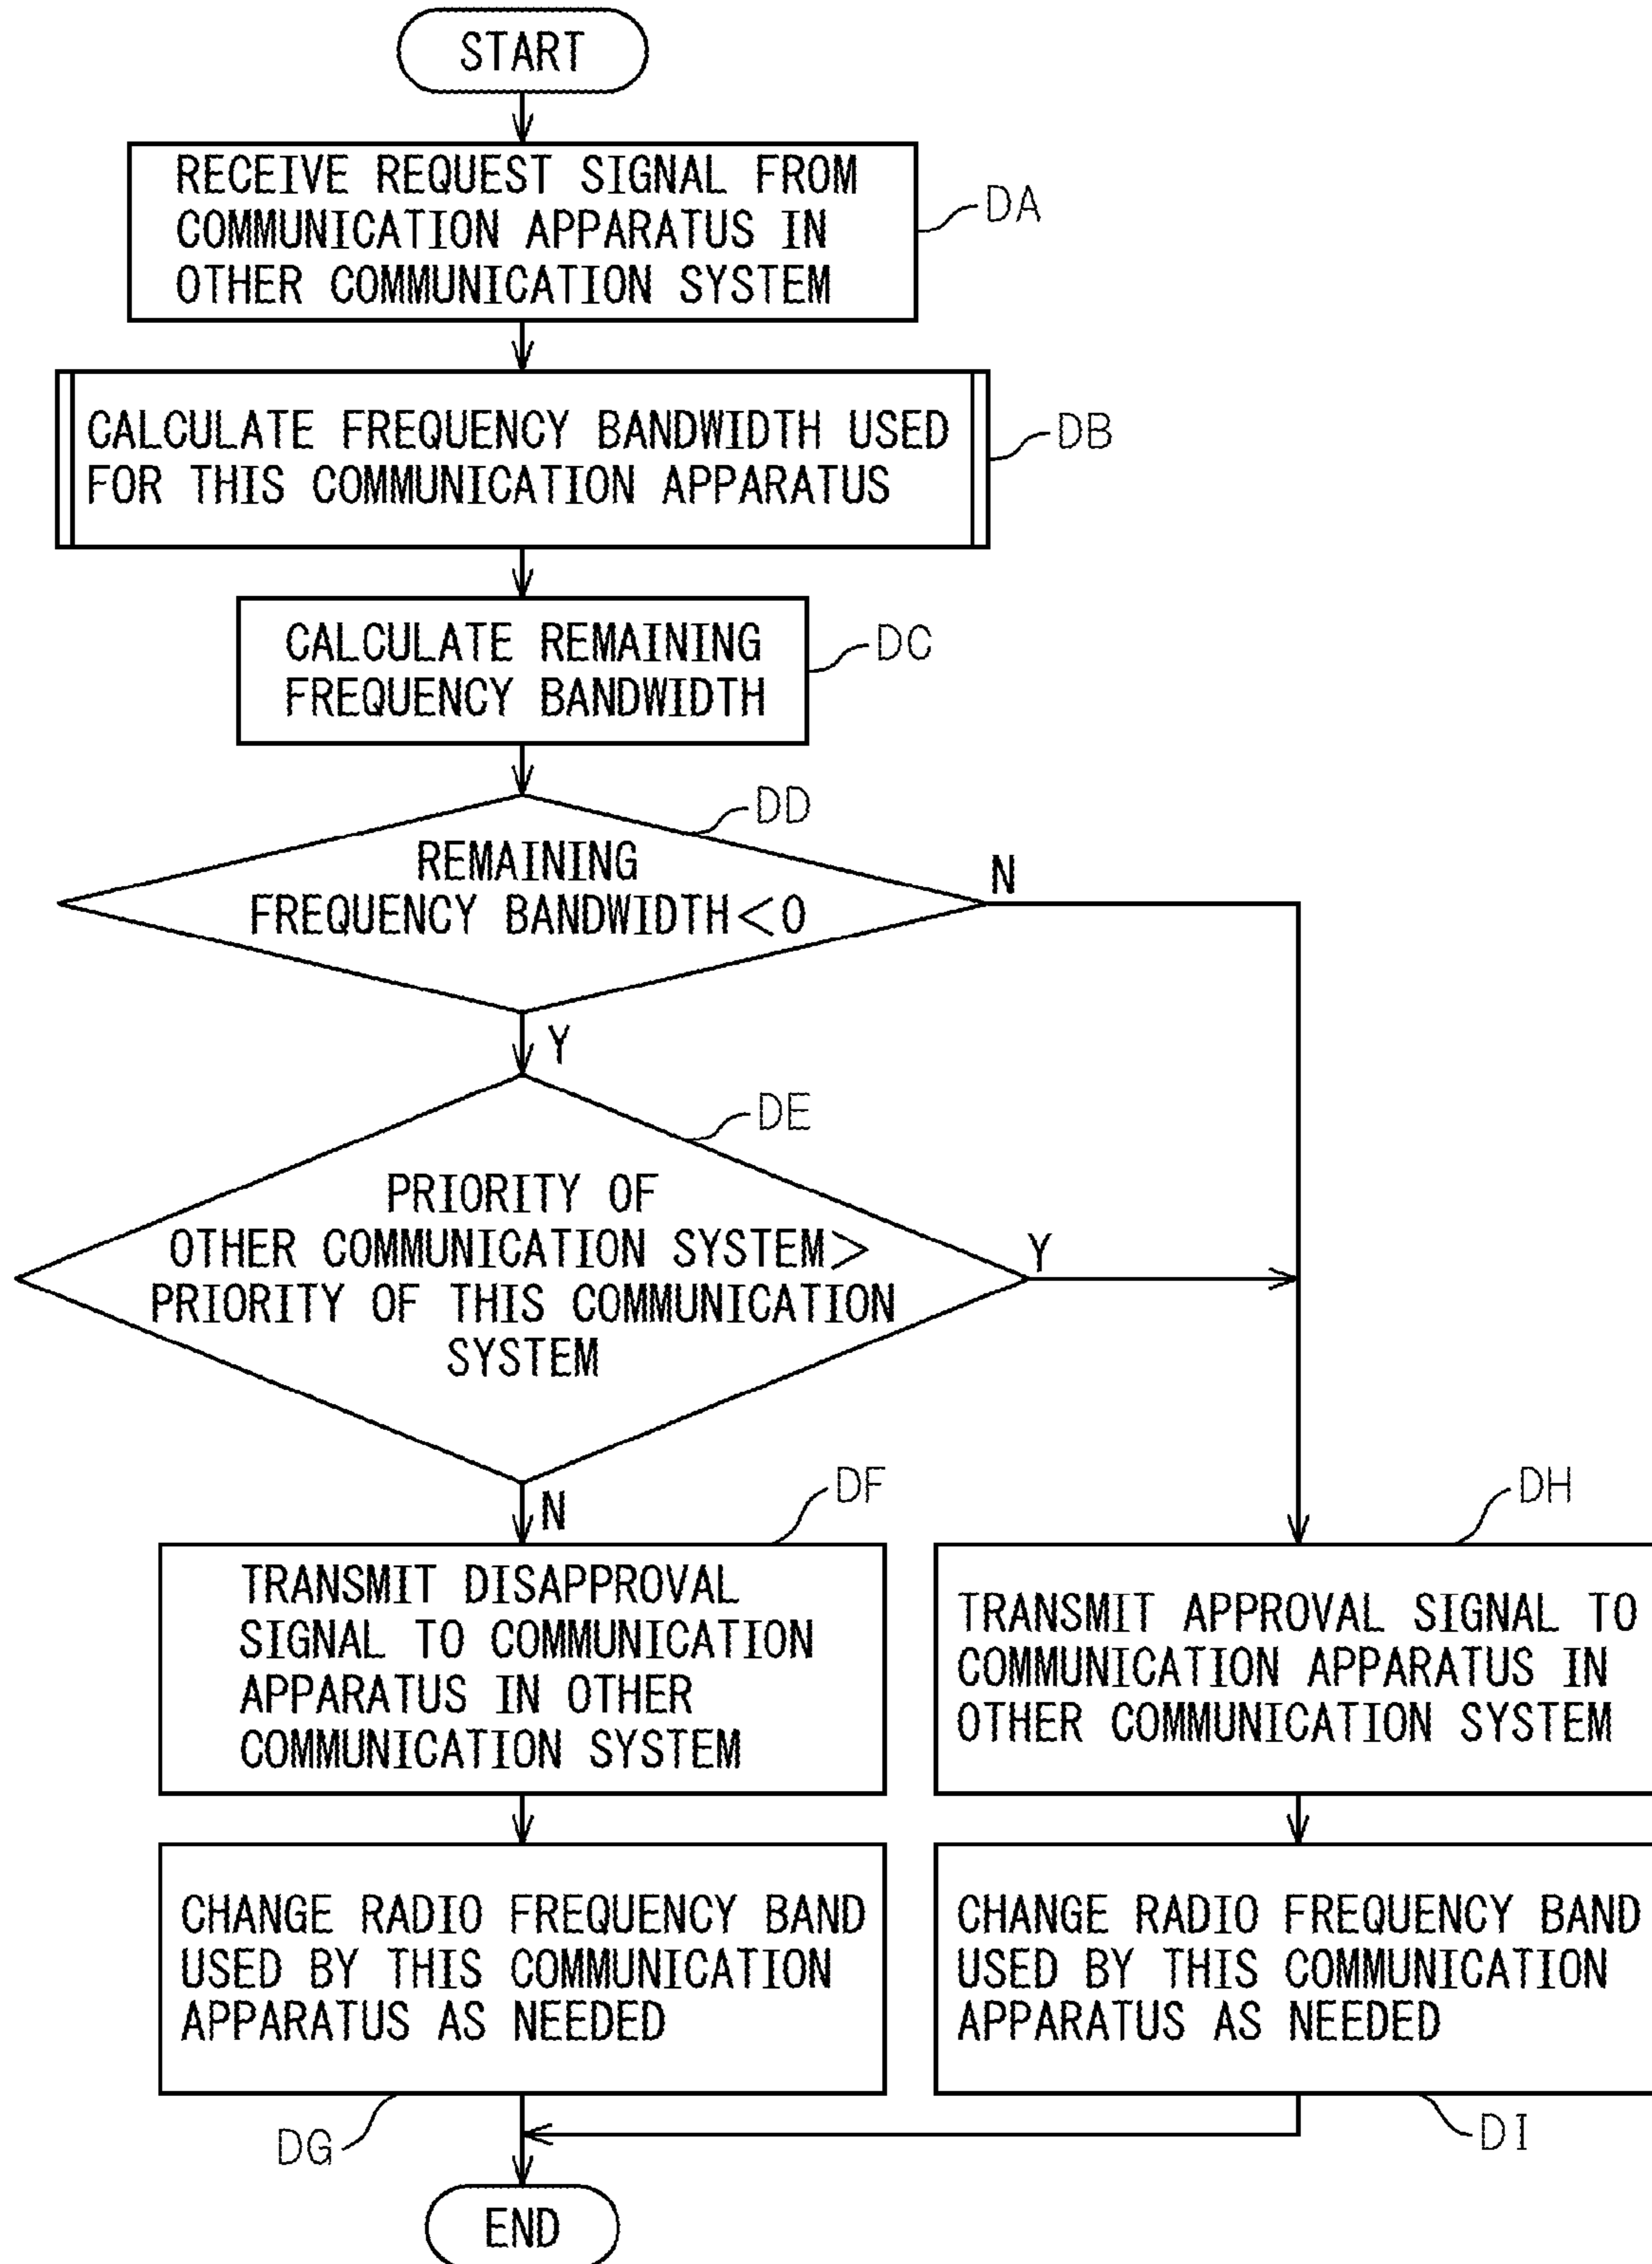 START
RECEIVE REQUEST SIGNAL FROM
COMMUNICATION APPARATUS IN
OTHER COMMUNICATION SYSTEM
DA
CALCULATE FREQUENCY BANDWIDTH USED
FOR THIS COMMUNICATION APPARATUS
DB
CALCULATE REMAINING
FREQUENCY BANDWIDTH
DC
DD
REMAINING
FREQUENCY BANDWIDTH<0
N
Y
DE
PRIORITY OF
OTHER COMMUNICATION SYSTEM>
PRIORITY OF THIS COMMUNICATION
SYSTEM
Y
N
DF
TRANSMIT DISAPPROVAL
SIGNAL TO COMMUNICATION
APPARATUS IN OTHER
COMMUNICATION SYSTEM
DH
TRANSMIT APPROVAL SIGNAL TO
COMMUNICATION APPARATUS IN
OTHER COMMUNICATION SYSTEM
CHANGE RADIO FREQUENCY BAND
USED BY THIS COMMUNICATION
APPARATUS AS NEEDED
DG
CHANGE RADIO FREQUENCY BAND
USED BY THIS COMMUNICATION
APPARATUS AS NEEDED
DI
END